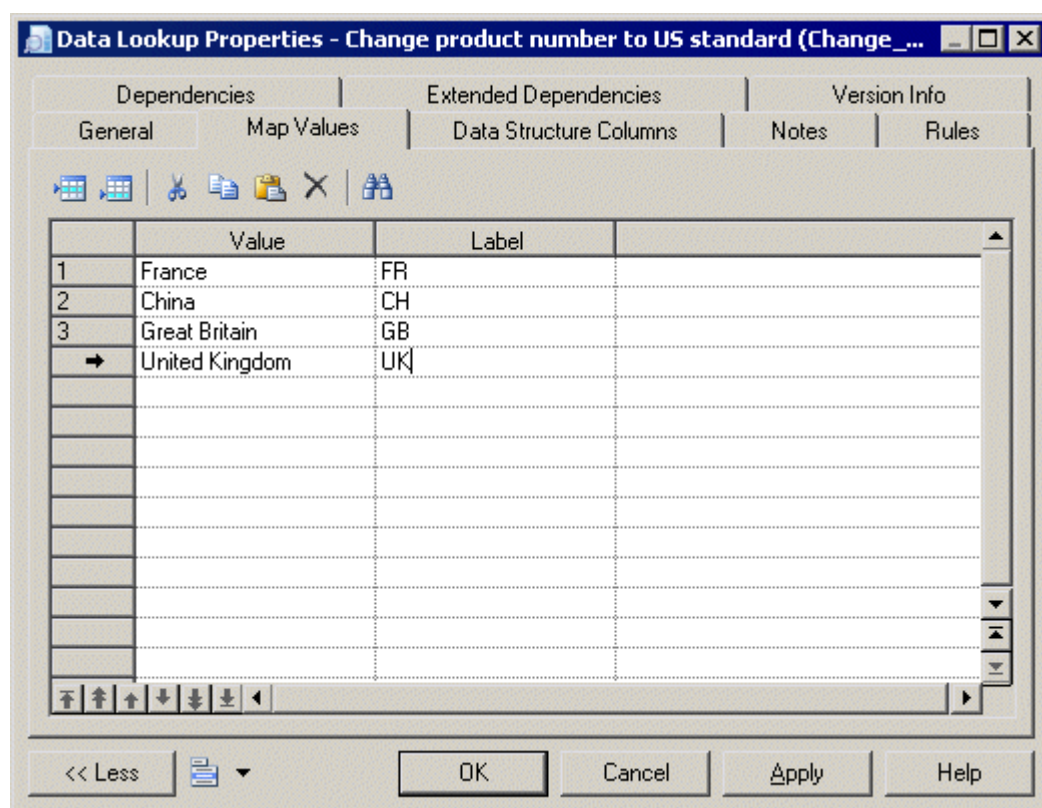 Data Lookup Properties - Change product number to US standard (Change_...
Dependencies Extended Dependencies Version Info
General Map Values Data Structure Columns Notes Rules
Value Label
1 France FR
2 China CH
3 Great Britain GB
United Kingdom UK
<< Less OK Cancel Apply Help